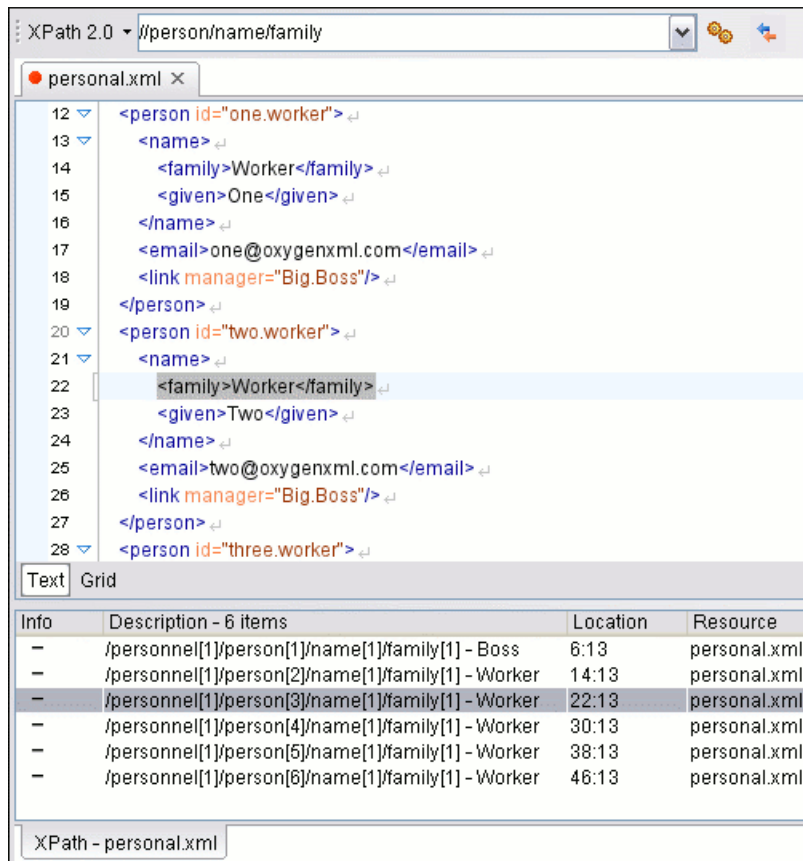 XPath 2.0 //person/name/family
personal.xml
12 <person id="one.worker">
13 <name>
14 <family>Worker</family>
15 <given>One</given>
16 </name>
17 <email>one@oxygenxml.com</email>
18 <link manager="Big.Boss"/>
19 </person>
20 <person id="two.worker">
21 <name>
22 <family>Worker</family>
23 <given>Two</given>
24 </name>
25 <email>two@oxygenxml.com</email>
26 <link manager="Big.Boss"/>
27 </person>
28 <person id="three.worker">
Text Grid
Info Description - 6 items Location Resource
/personnel[1]/person[1]/name[1]/family[1] - Boss 6:13 personal.xml
/personnel[1]/person[2]/name[1]/family[1] - Worker 14:13 personal.xml
/personnel[1]/person[3]/name[1]/family[1] - Worker 22:13 personal.xml
/personnel[1]/person[4]/name[1]/family[1] - Worker 30:13 personal.xml
/personnel[1]/person[5]/name[1]/family[1] - Worker 38:13 personal.xml
/personnel[1]/person[6]/name[1]/family[1] - Worker 46:13 personal.xml
XPath - personal.xml